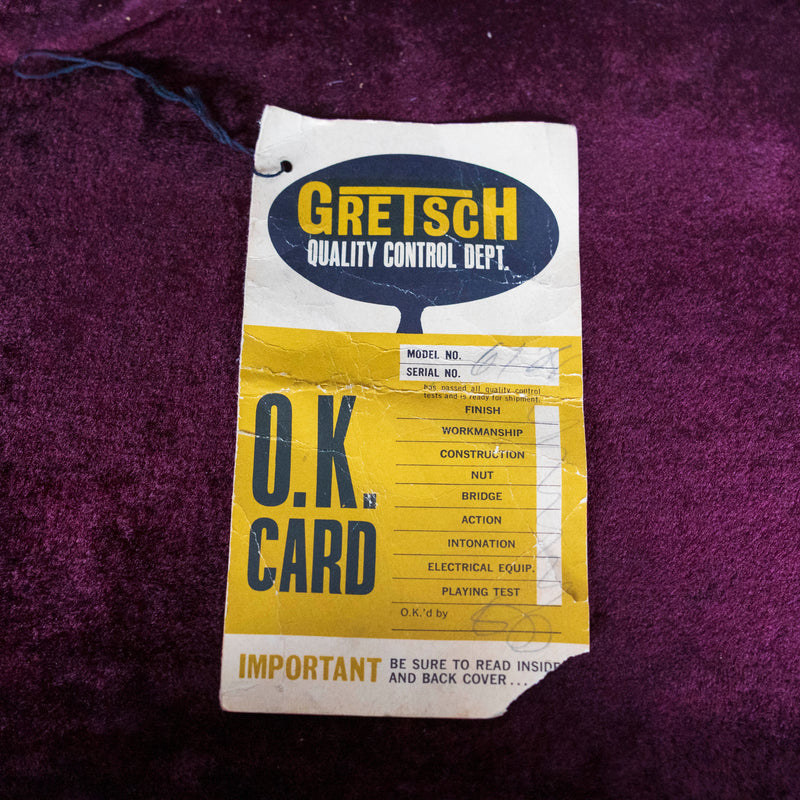 GRETSCH
QUALITY CONTROL DEPT.
MODEL NO.
SERIAL NO.
has passed all quality control
tests and is ready for shipment.
FINISH
WORKMANSHIP
CONSTRUCTION
NUT
BRIDGE
ACTION
INTONATION
ELECTRICAL EQUIP.
PLAYING TEST
O.K.'d by
O.K.
CARD
IMPORTANT
BE SURE TO READ INSIDE
AND BACK COVER...